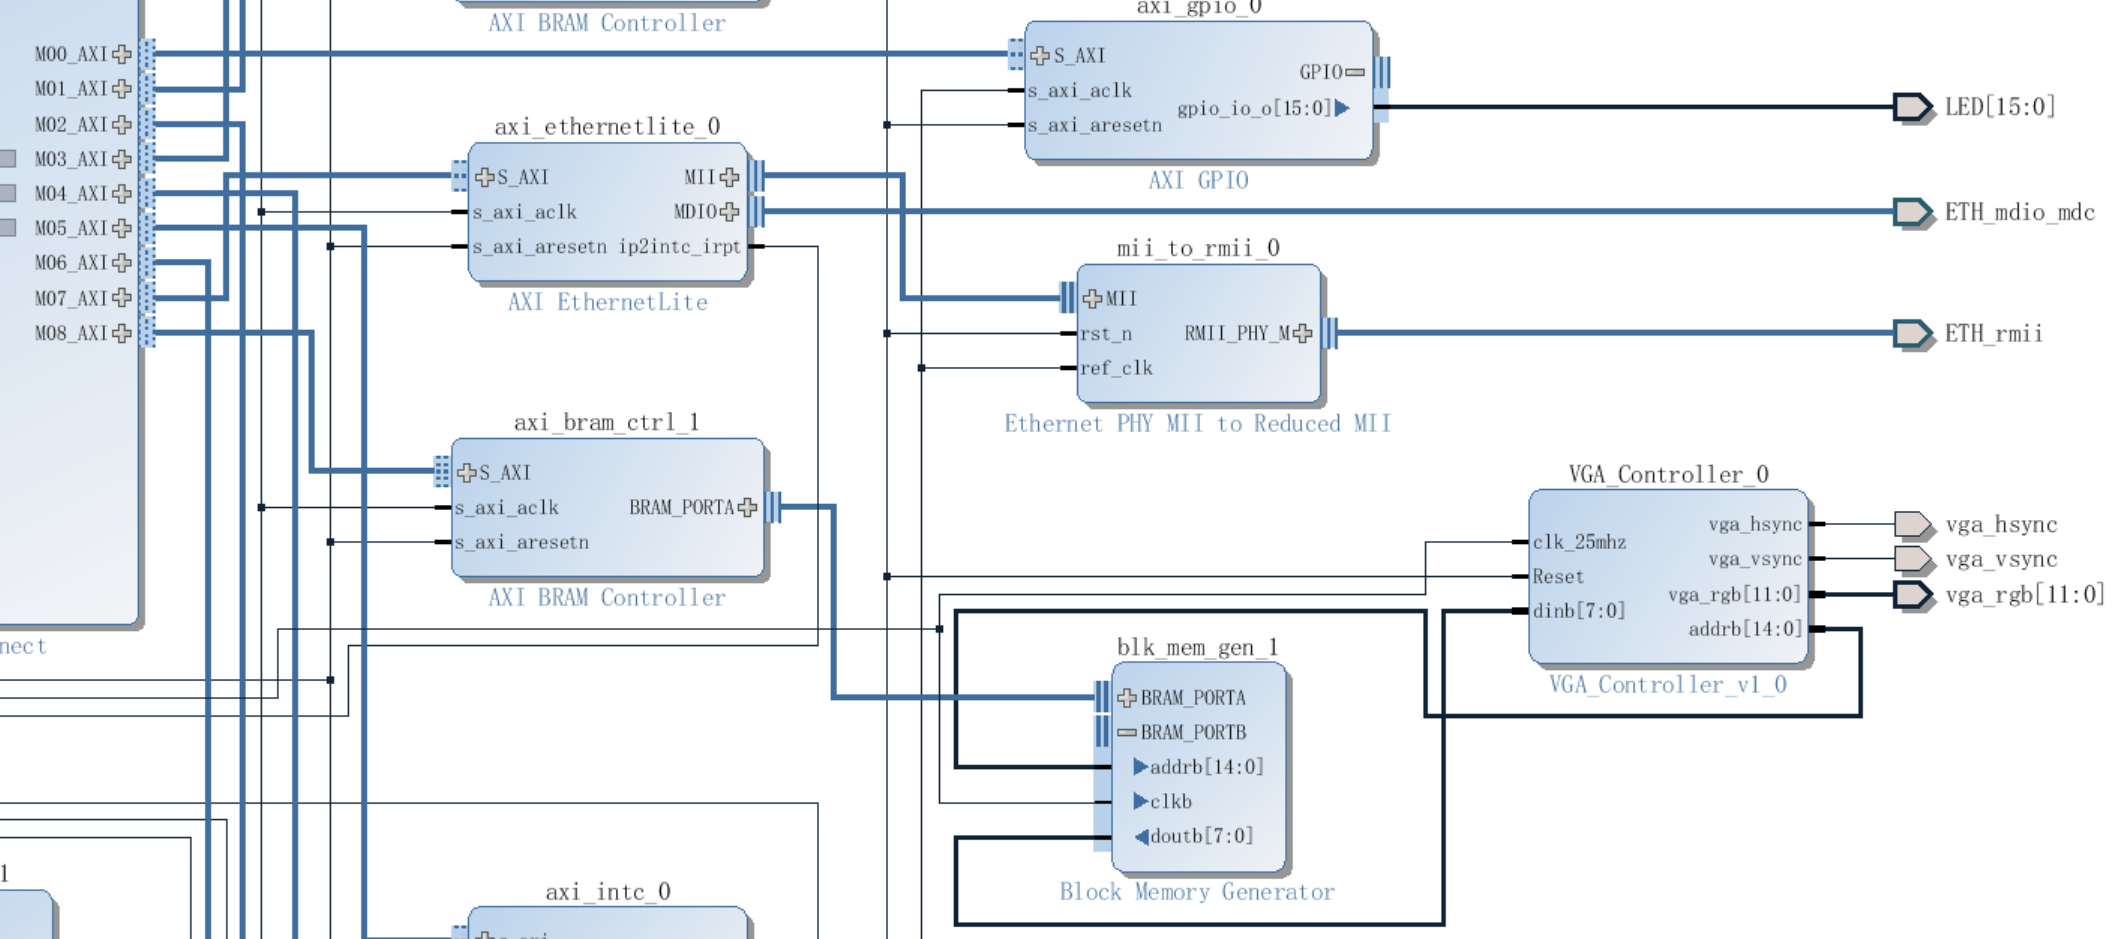 M00_AXI
M01_AXI
M02_AXI
M03_AXI
M04_AXI
M05_AXI
M06_AXI
M07_AXI
M08_AXI
nect
1
AXI BRAM Controller
axi_ethernetlite_0
S_AXI
MII
s_axi_aclk
MDIO
s_axi_aresetn
ip2intc_irpt
AXI EthernetLite
axi_bram_ctrl_1
S_AXI
s_axi_aclk
BRAM_PORTA
s_axi_aresetn
AXI BRAM Controller
axi_intc_0
s_axi
axi_gpio_0
S_AXI
GPIO
s_axi_aclk
gpio_io_o[15:0]
s_axi_aresetn
AXI GPIO
LED[15:0]
ETH_mdio_mdc
mii_to_rmii_0
MII
rst_n
RMII_PHY_M
ref_clk
Ethernet PHY MII to Reduced MII
ETH_rmii
VGA_Controller_0
vga_hsync
clk_25mhz
vga_vsync
Reset
vga_rgb[11:0]
dinb[7:0]
addrb[14:0]
VGA_Controller_v1_0
vga_hsync
vga_vsync
vga_rgb[11:0]
blk_mem_gen_1
BRAM_PORTA
BRAM_PORTB
addrb[14:0]
clkb
doutb[7:0]
Block Memory Generator